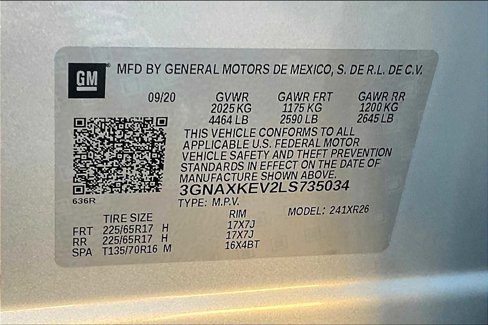 GM MFD BY GENERAL MOTORS DE MEXICO, S. DE R.L. DE C.V.
09/20 GVWR GAWR FRT GAWR RR
2025 KG 1175 KG 1200 KG
4464 LB 2590 LB 2645 LB
THIS VEHICLE CONFORMS TO ALL
APPLICABLE U.S. FEDERAL MOTOR
VEHICLE SAFETY AND THEFT PREVENTION
STANDARDS IN EFFECT ON THE DATE OF
MANUFACTURE SHOWN ABOVE.
3GNAXKEV2LS735034
636R TYPE: M.P.V. MODEL: 241XR26
TIRE SIZE RIM
FRT 225/65R17 H 17X7J
RR 225/65R17 H 17X7J
SPA T135/70R16 M 16X4BT